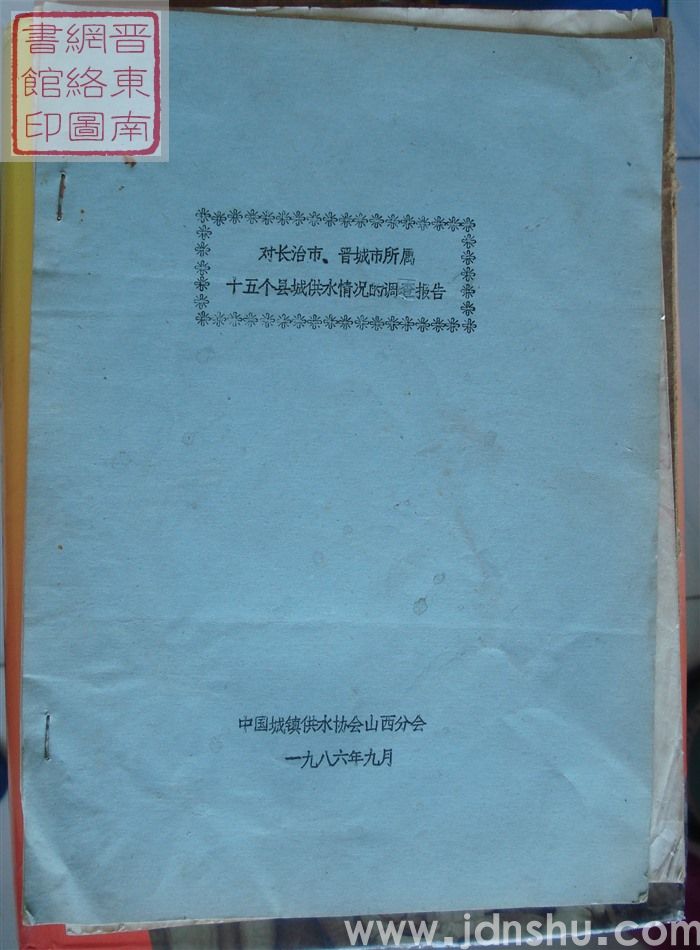 晋東南
網絡圖
書館印
对长治市、晋城市所属
十五个县城供水情况的调查报告
中国城镇供水协会山西分会
一九八六年九月
www.jdnshu.com